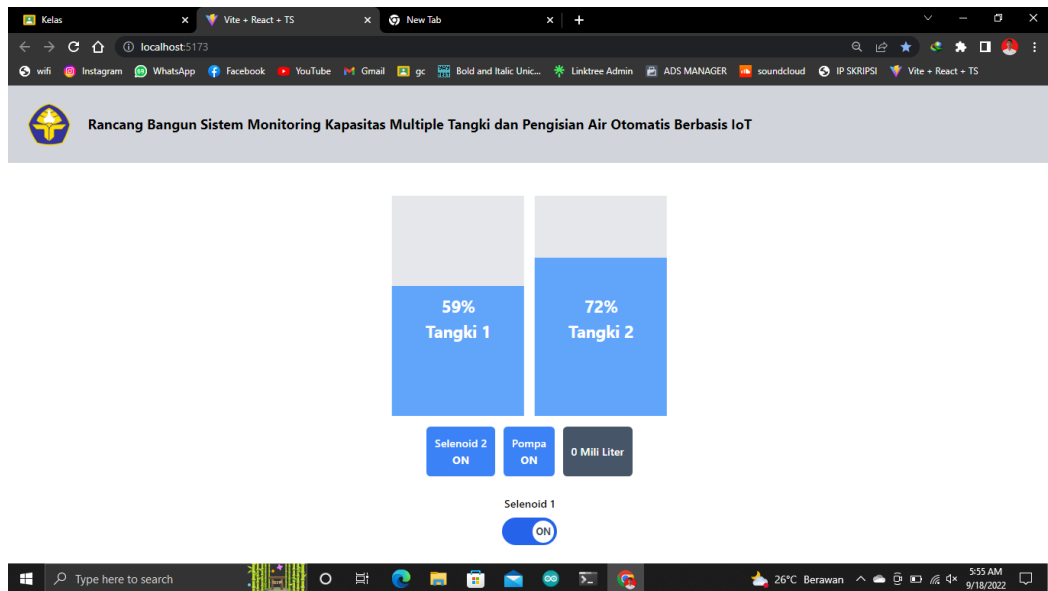 Kelas
Vite + React + TS
New Tab
localhost:5173
wifi Instagram WhatsApp Facebook YouTube Gmail gc Bold and Italic Unic... Linktree Admin ADS MANAGER soundcloud IP SKRIPSI Vite + React + TS
Rancang Bangun Sistem Monitoring Kapasitas Multiple Tangki dan Pengisian Air Otomatis Berbasis IoT
59%
Tangki 1
72%
Tangki 2
Selenoid 2
ON
Pompa
ON
0 Mili Liter
Selenoid 1
ON
Type here to search
26°C Berawan
5:55 AM
9/18/2022